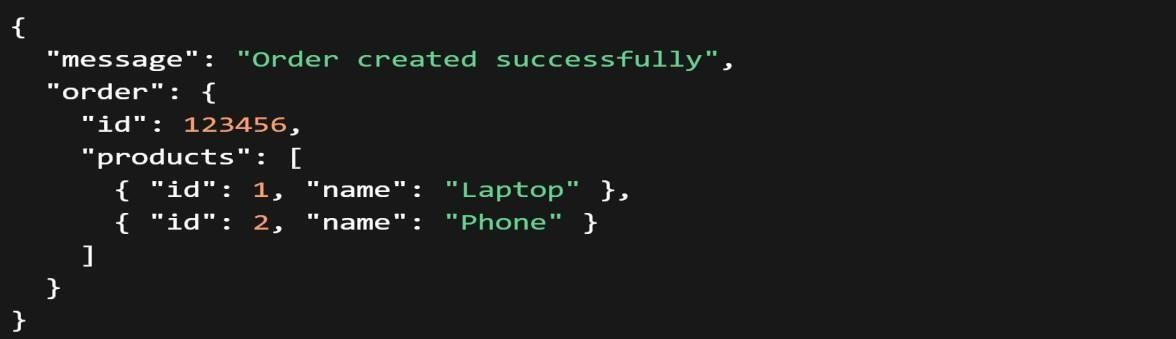 {
  "message": "Order created successfully",
  "order": {
    "id": 123456,
    "products": [
      { "id": 1, "name": "Laptop" },
      { "id": 2, "name": "Phone" }
    ]
  }
}